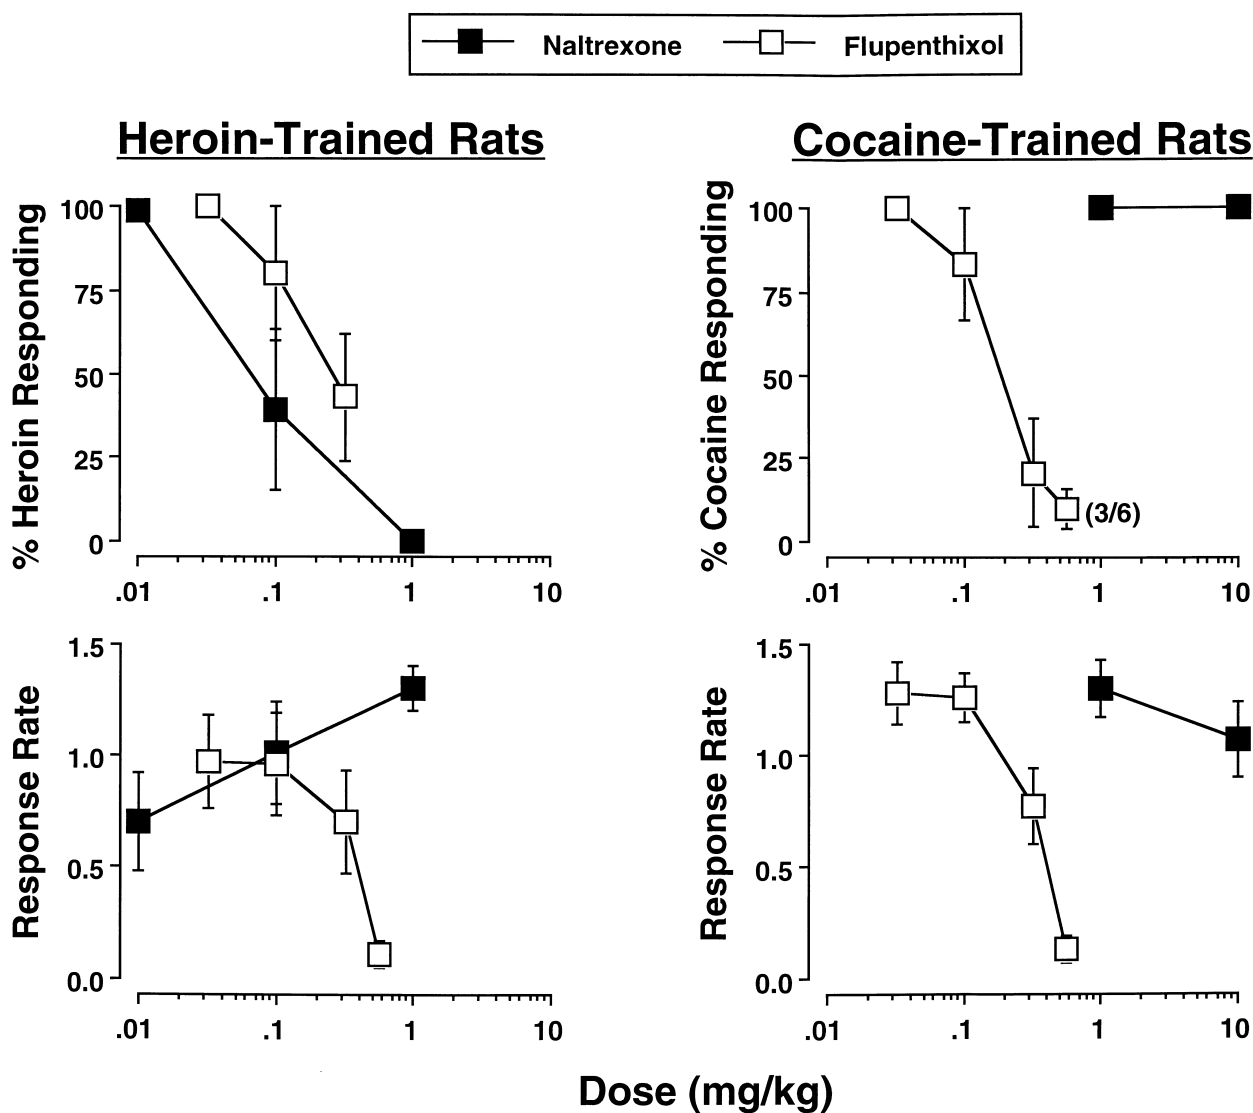 Naltrexone Flupenthixol
Heroin-Trained Rats
% Heroin Responding
100
75
50
25
0
.01 .1 1 10
Cocaine-Trained Rats
% Cocaine Responding
100
75
50
25
0
(3/6)
.01 .1 1 10
Response Rate
1.5
1.0
0.5
0.0
.01 .1 1 10
Response Rate
1.5
1.0
0.5
0.0
.01 .1 1 10
Dose (mg/kg)